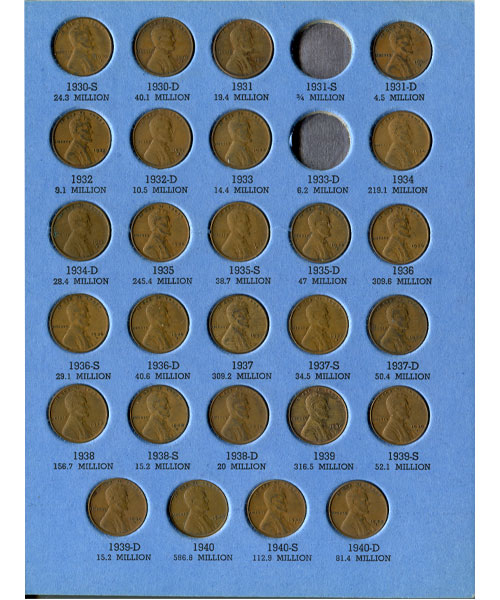 1930-S 1930-D 1931 1931-S 1931-D
24.3 MILLION 40.1 MILLION 19.4 MILLION ¾ MILLION 4.5 MILLION
1932 1932-D 1933 1933-D 1934
9.1 MILLION 10.5 MILLION 14.4 MILLION 6.2 MILLION 219.1 MILLION
1934-D 1935 1935-S 1935-D 1936
28.4 MILLION 245.4 MILLION 38.7 MILLION 47 MILLION 309.6 MILLION
1936-S 1936-D 1937 1937-S 1937-D
29.1 MILLION 40.6 MILLION 309.2 MILLION 34.5 MILLION 50.4 MILLION
1938 1938-S 1938-D 1939 1939-S
156.7 MILLION 15.2 MILLION 20 MILLION 316.5 MILLION 52.1 MILLION
1939-D 1940 1940-S 1940-D
15.2 MILLION 586.8 MILLION 112.9 MILLION 81.4 MILLION